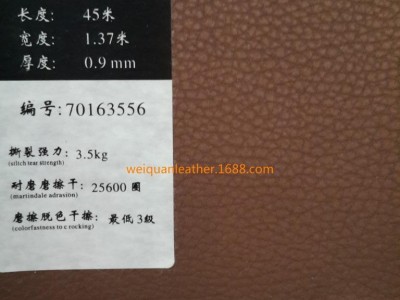 长度: 45米
宽度: 1.37米
厚度: 0.9mm
编号:70163556
撕裂强力: 3.5kg
(stitch tear strength)
weiquanleather.1688.com
耐磨磨擦干: 25600 圈
(martindale adrasion)
磨擦脱色干擦: 最低3级
(colorfastness to c rocking)